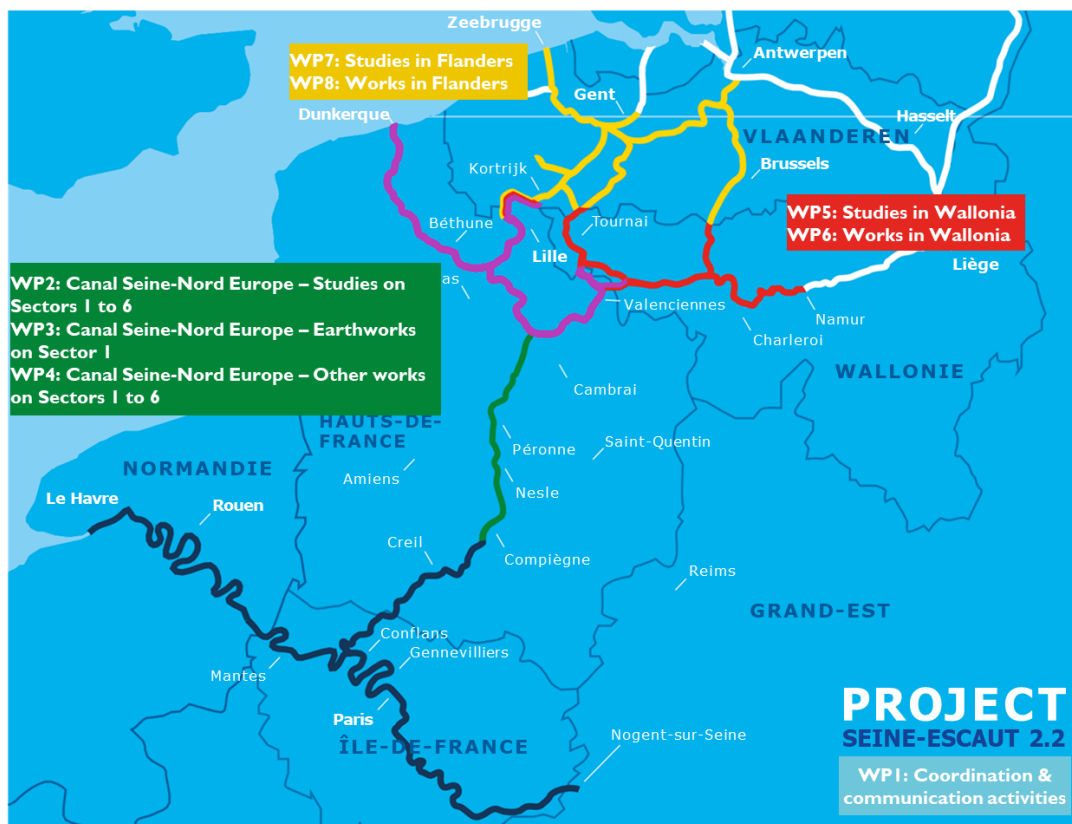 Zeebrugge
WP7: Studies in Flanders
WP8: Works in Flanders
Antwerpen
Gent
Dunkerque
Hasselt
VLAANDEREN
Kortrijk
Brussels
WP5: Studies in Wallonia
WP6: Works in Wallonia
Béthune
Tournai
Lille
Liège
WP2: Canal Seine-Nord Europe – Studies on
Sectors 1 to 6
WP3: Canal Seine-Nord Europe – Earthworks
on Sector 1
WP4: Canal Seine-Nord Europe – Other works
on Sectors 1 to 6
as
Valenciennes
Namur
Charleroi
WALLONIE
Cambrai
HAUTS-DE-
FRANCE
Péronne
Saint-Quentin
NORMANDIE
Amiens
Nesle
Le Havre
Rouen
Creil
Compiègne
Reims
GRAND-EST
Conflans
Gennevilliers
Mantes
Paris
ÎLE-DE-FRANCE
Nogent-sur-Seine
PROJECT
SEINE-ESCAUT 2.2
WP1: Coordination &
communication activities